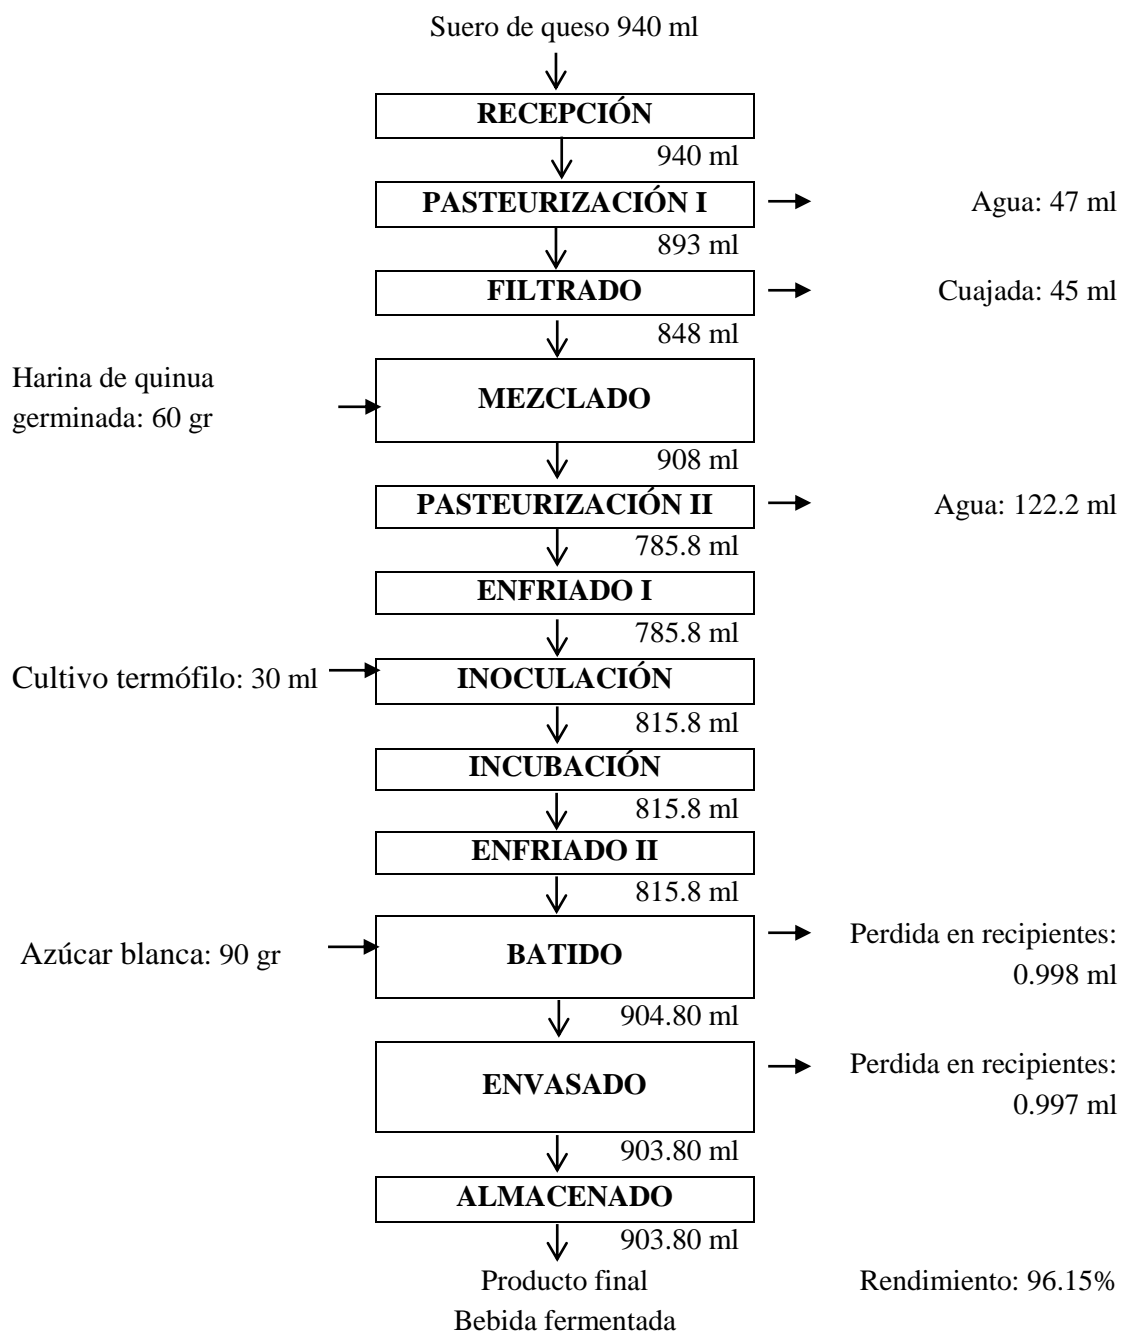 Suero de queso 940 ml
RECEPCIÓN
940 ml
PASTEURIZACIÓN I
Agua: 47 ml
893 ml
FILTRADO
Cuajada: 45 ml
848 ml
Harina de quinua
germinada: 60 gr
MEZCLADO
908 ml
PASTEURIZACIÓN II
Agua: 122.2 ml
785.8 ml
ENFRIADO I
785.8 ml
Cultivo termófilo: 30 ml
INOCULACIÓN
815.8 ml
INCUBACIÓN
815.8 ml
ENFRIADO II
815.8 ml
Azúcar blanca: 90 gr
BATIDO
Perdida en recipientes:
0.998 ml
904.80 ml
ENVASADO
Perdida en recipientes:
0.997 ml
903.80 ml
ALMACENADO
903.80 ml
Producto final
Bebida fermentada
Rendimiento: 96.15%